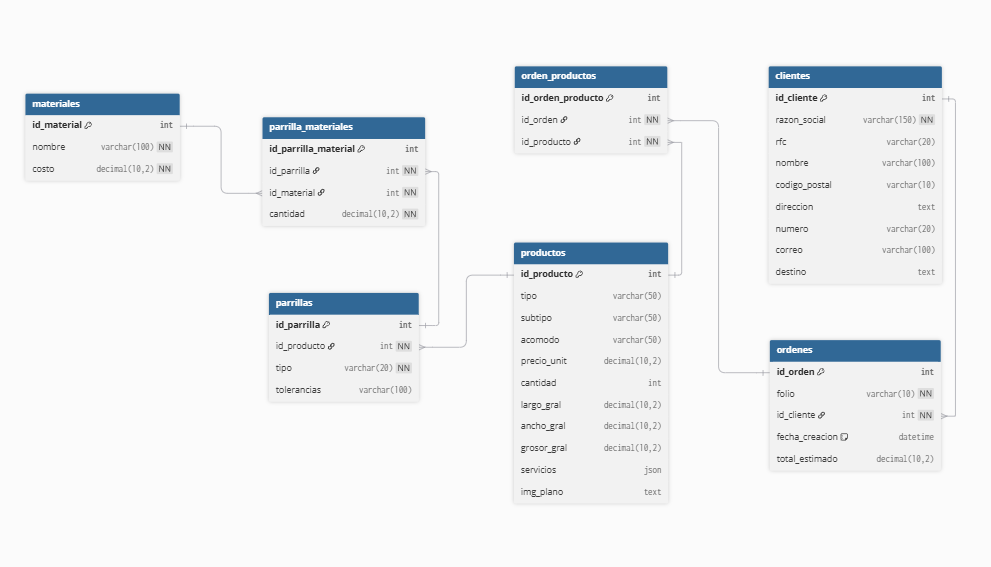 materiales
id_material int
nombre varchar(100) NN
costo decimal(10,2) NN
parrilla_materiales
id_parrilla_material int
id_parrilla int NN
id_material int NN
cantidad decimal(10,2) NN
parrillas
id_parrilla int
id_producto int NN
tipo varchar(20) NN
tolerancias varchar(100)
orden_productos
id_orden_producto int
id_orden int NN
id_producto int NN
productos
id_producto int
tipo varchar(50)
subtipo varchar(50)
acomodo varchar(50)
precio_unit decimal(10,2)
cantidad int
largo_gral decimal(10,2)
ancho_gral decimal(10,2)
grosor_gral decimal(10,2)
servicios json
img_plano text
clientes
id_cliente int
razon_social varchar(150) NN
rfc varchar(20)
nombre varchar(100)
codigo_postal varchar(10)
direccion text
numero varchar(20)
correo varchar(100)
destino text
ordenes
id_orden int
folio varchar(10) NN
id_cliente int NN
fecha_creacion datetime
total_estimado decimal(10,2)